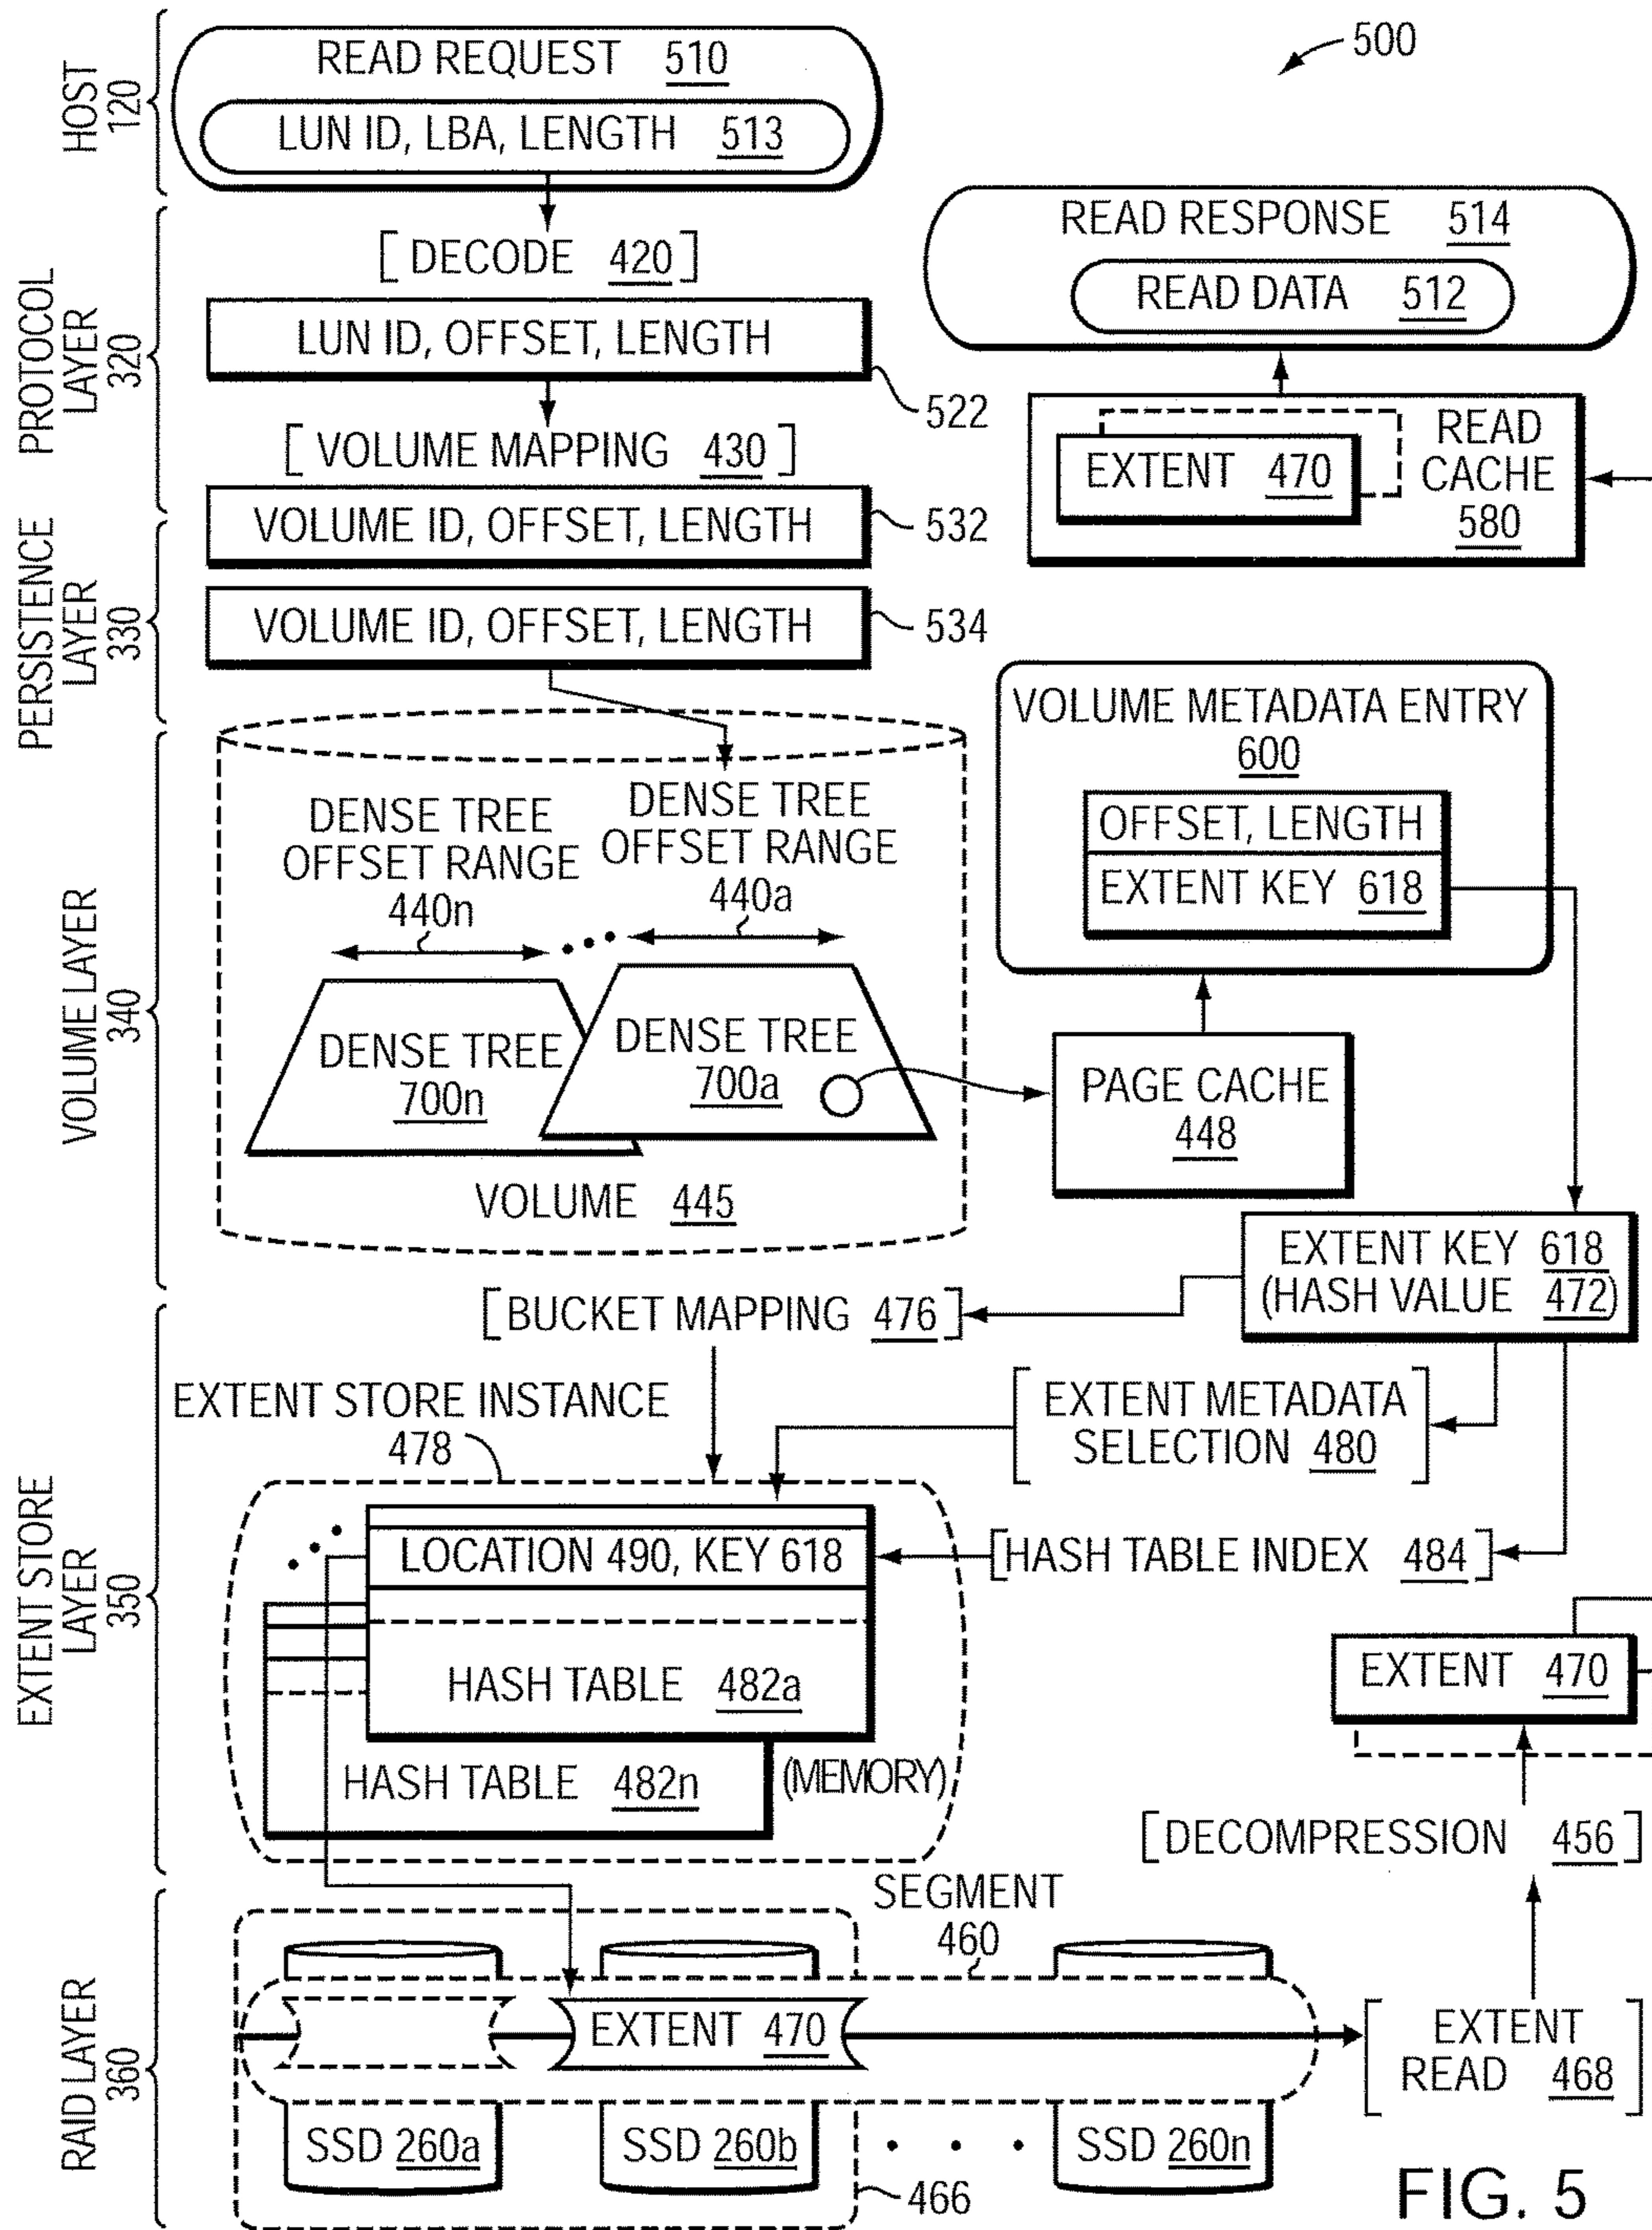 500
HOST
120
READ REQUEST 510
LUN ID, LBA, LENGTH 513
PROTOCOL
LAYER
320
[DECODE 420]
LUN ID, OFFSET, LENGTH
522
[VOLUME MAPPING 430]
VOLUME ID, OFFSET, LENGTH
532
READ RESPONSE 514
READ DATA 512
EXTENT 470
READ
CACHE
580
PERSISTENCE
LAYER
330
VOLUME ID, OFFSET, LENGTH
534
VOLUME LAYER
340
DENSE TREE
OFFSET RANGE
440n
DENSE TREE
OFFSET RANGE
440a
DENSE TREE
700n
DENSE TREE
700a
VOLUME 445
VOLUME METADATA ENTRY
600
OFFSET, LENGTH
EXTENT KEY 618
PAGE CACHE
448
EXTENT KEY 618
(HASH VALUE 472)
EXTENT STORE
LAYER
350
[BUCKET MAPPING 476]
EXTENT STORE INSTANCE
478
[EXTENT METADATA
SELECTION 480]
LOCATION 490, KEY 618
[HASH TABLE INDEX 484]
HASH TABLE 482a
HASH TABLE 482n
(MEMORY)
EXTENT 470
[DECOMPRESSION 456]
RAID LAYER
360
SEGMENT
460
EXTENT 470
[EXTENT
READ 468]
SSD 260a
SSD 260b
. . .
SSD 260n
466
FIG. 5